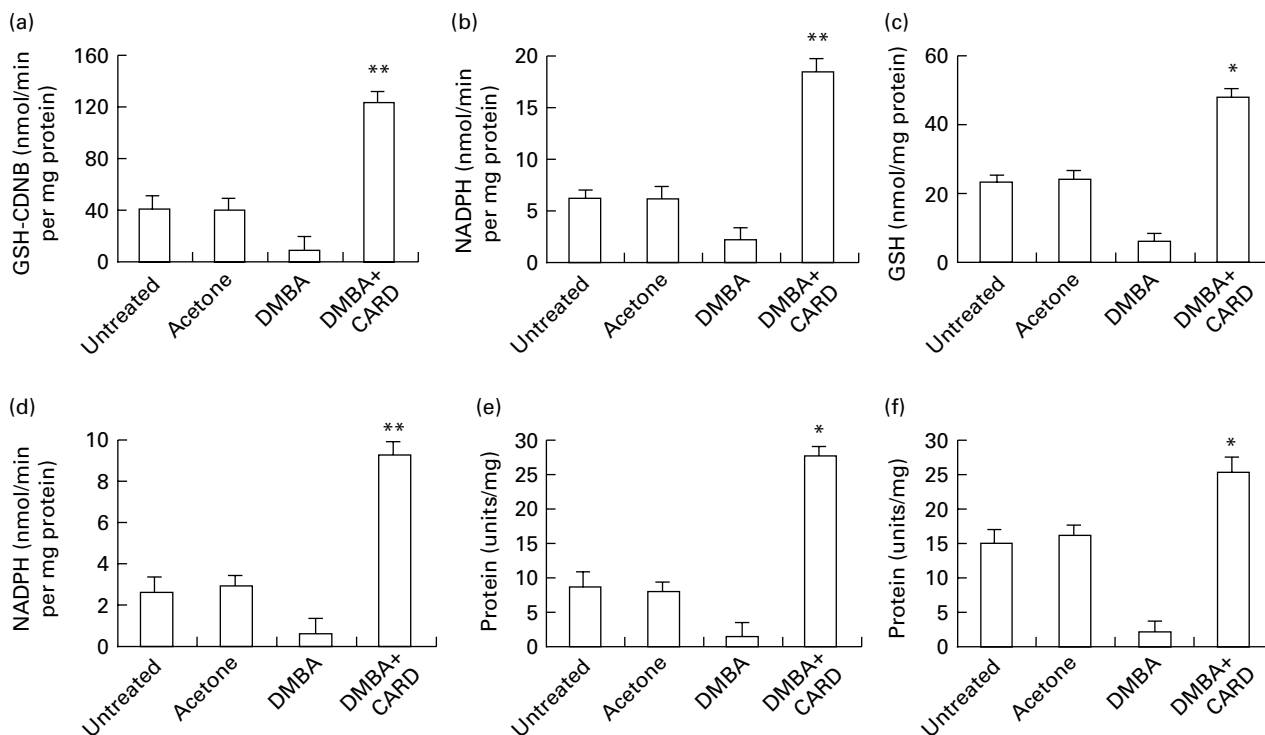 (a)
GSH-CDNB (nmol/min
per mg protein)
160
120
80
40
0
**
Untreated
Acetone
DMBA
DMBA+
CARD
(b)
NADPH (nmol/min
per mg protein)
20
15
10
5
0
**
Untreated
Acetone
DMBA
DMBA+
CARD
(c)
GSH (nmol/mg protein)
60
40
20
0
*
Untreated
Acetone
DMBA
DMBA+
CARD
(d)
NADPH (nmol/min
per mg protein)
10
8
6
4
2
0
**
Untreated
Acetone
DMBA
DMBA+
CARD
(e)
Protein (units/mg)
30
25
20
15
10
5
0
*
Untreated
Acetone
DMBA
DMBA+
CARD
(f)
Protein (units/mg)
30
25
20
15
10
5
0
*
Untreated
Acetone
DMBA
DMBA+
CARD